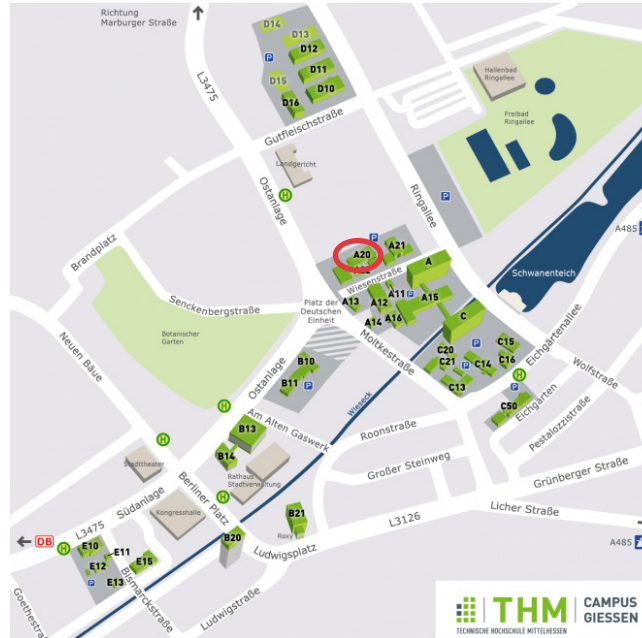 Richtung
Marburger Straße
L3475
D14
D13
D12
D11
D15
D10
D16
P
Gutfleischstraße
Hallenbad
Ringallee
Freibad
Ringallee
P
Landgericht
H
Ostanlage
Ringallee
Brandplatz
A485
P
A20
A21
A
Wiesenstraße
Schwanenteich
Senckenbergstraße
Platz der
Deutschen
Einheit
A13
A12
A11
P
A15
A14
A16
C
Botanischer
Garten
Neuen Bäue
Moltkestraße
Eichgärtenallee
C15
C20
C21
P
C14
C16
C13
Wolfstraße
H
Ostanlage
B10
B11
P
Wieseck
P
C50
Eichgärten
Pestalozzistraße
H
Am Alten Gaswerk
Roonstraße
B13
H
B14
Stadttheater
Rathaus
Stadtverwaltung
Großer Steinweg
Grünberger Straße
Berliner Platz
H
Südanlage
Kongresshalle
B21
Roxy
L3126
Licher Straße
L3475
DB
H
E10
E11
E12
E15
P
E13
B20
Ludwigsplatz
A485
Goethestraße
Bismarckstraße
Ludwigstraße
THM
CAMPUS
GIESSEN
TECHNISCHE HOCHSCHULE MITTELHESSEN